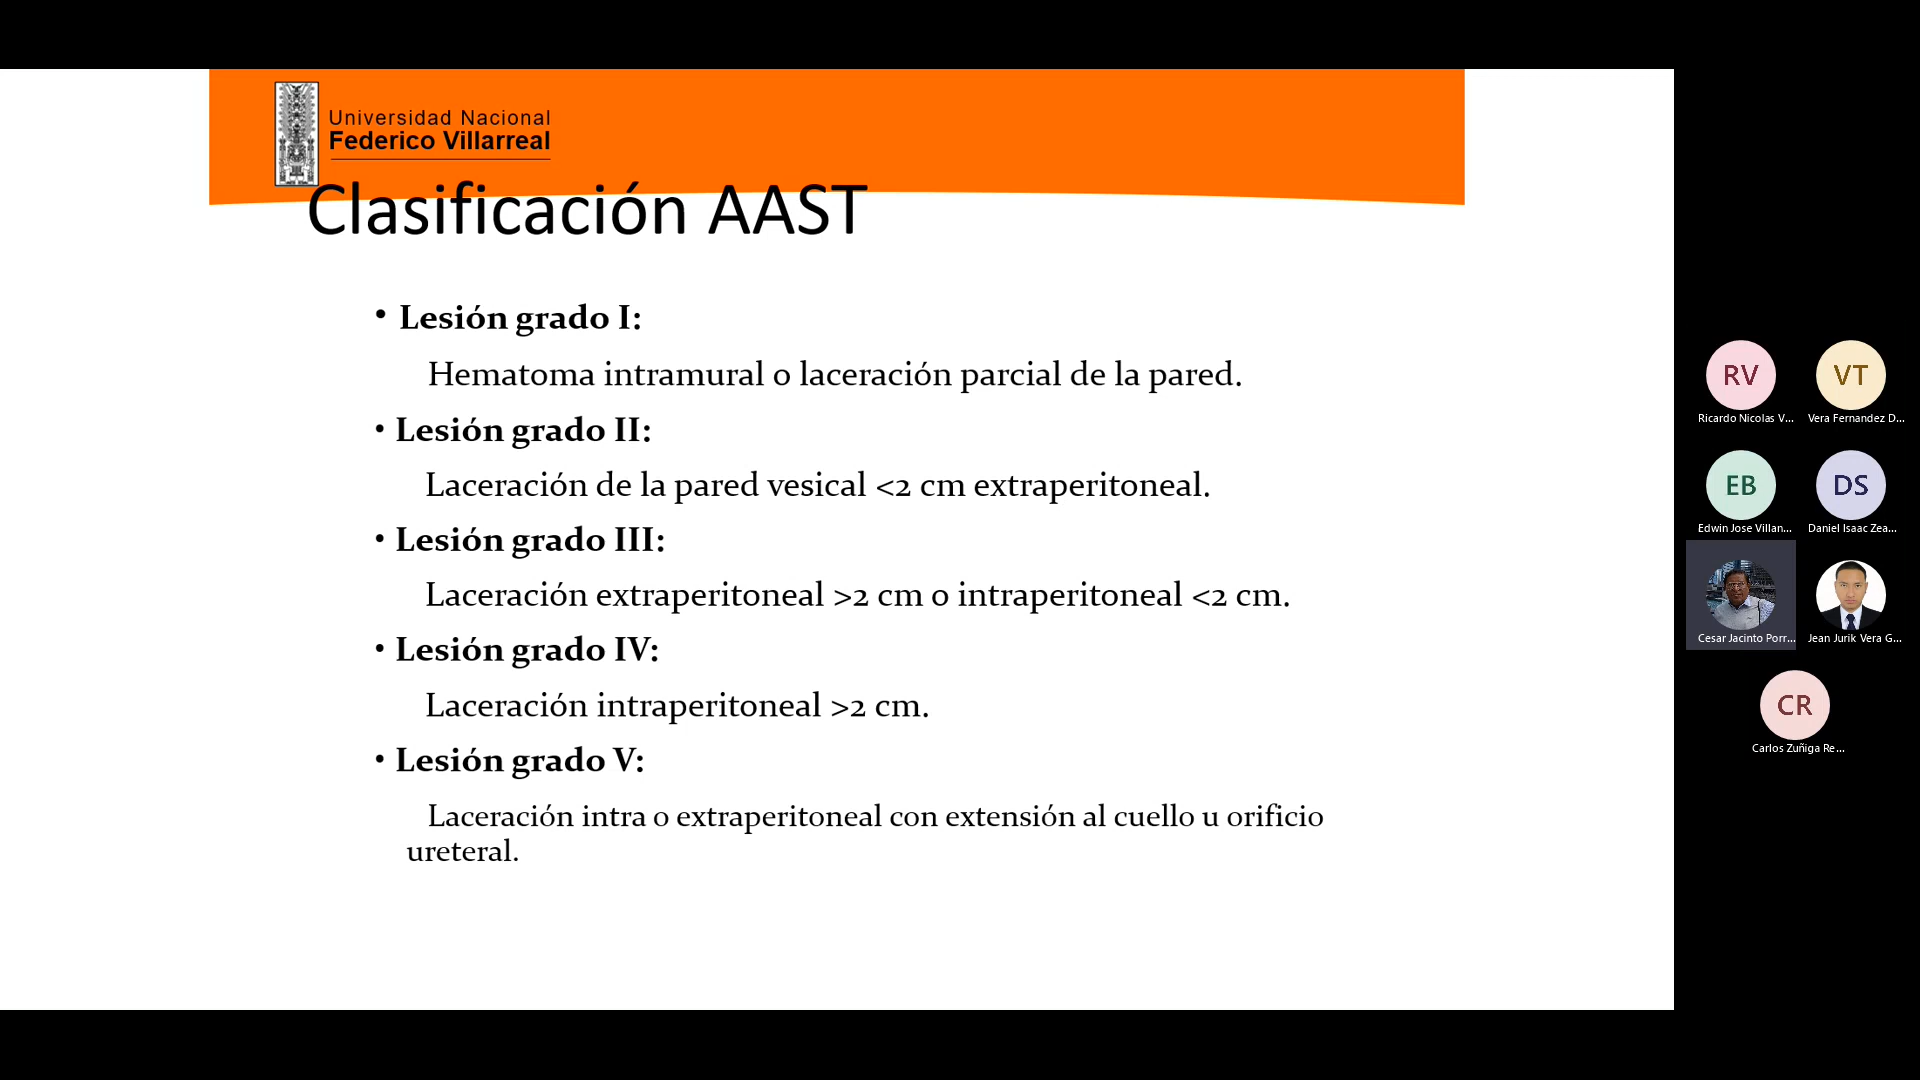 Universidad Nacional
Federico Villarreal
Clasificación AAST
• Lesión grado I:
Hematoma intramural o laceración parcial de la pared.
• Lesión grado II:
Laceración de la pared vesical <2 cm extraperitoneal.
• Lesión grado III:
Laceración extraperitoneal >2 cm o intraperitoneal <2 cm.
• Lesión grado IV:
Laceración intraperitoneal >2 cm.
• Lesión grado V:
Laceración intra o extraperitoneal con extensión al cuello u orificio
ureteral.
RV
Ricardo Nicolas V...
VT
Vera Fernandez D...
EB
Edwin Jose Villan...
DS
Daniel Isaac Zea...
Cesar Jacinto Porr...
Jean Jurik Vera G...
CR
Carlos Zuñiga Re...